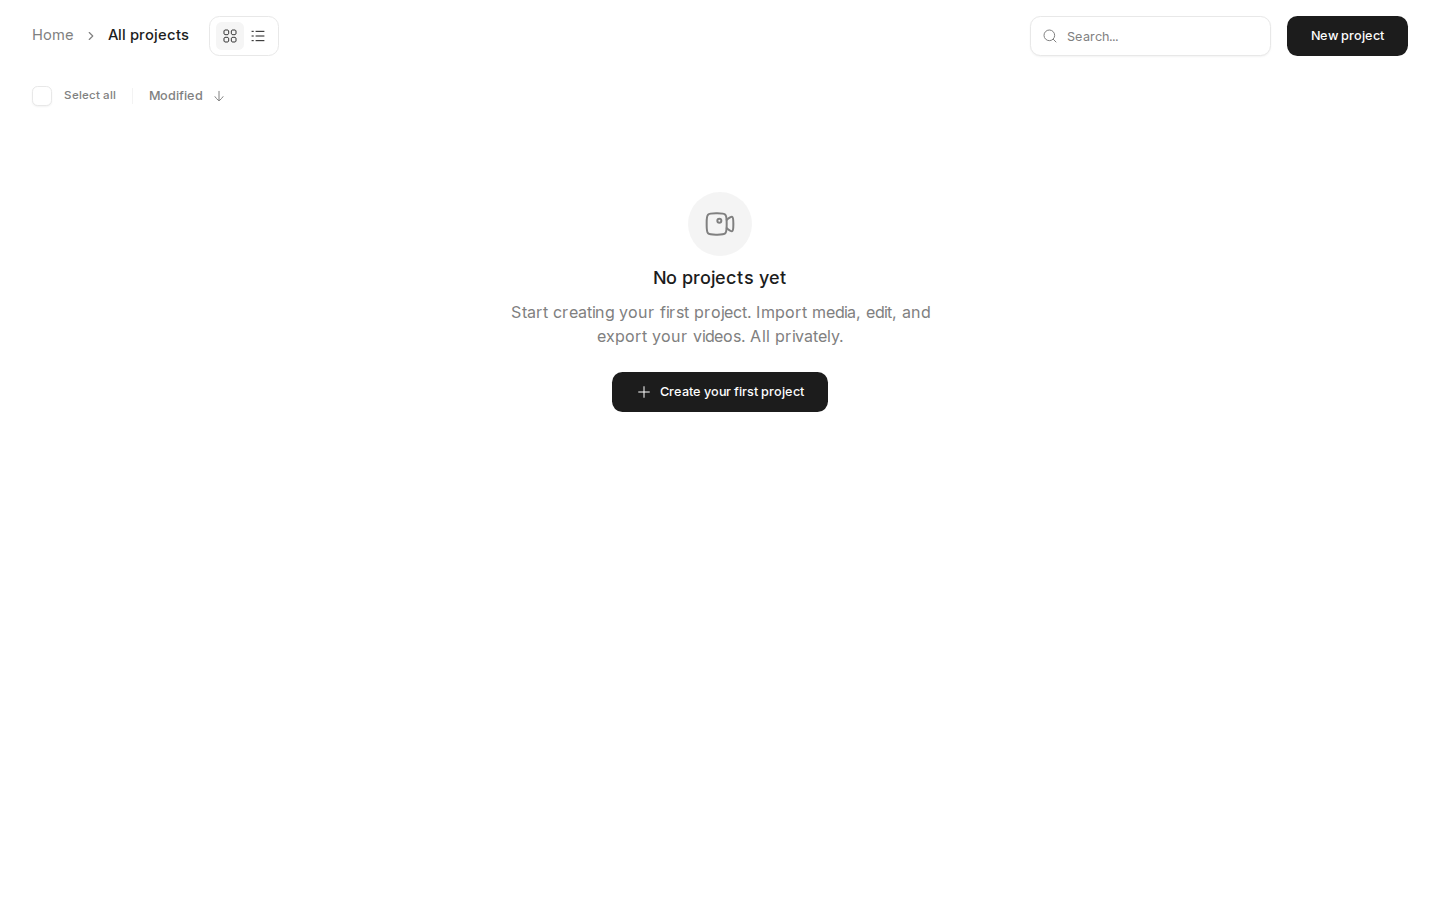 Home
All projects
Search...
New project
Select all
Modified
No projects yet
Start creating your first project. Import media, edit, and
export your videos. All privately.
Create your first project